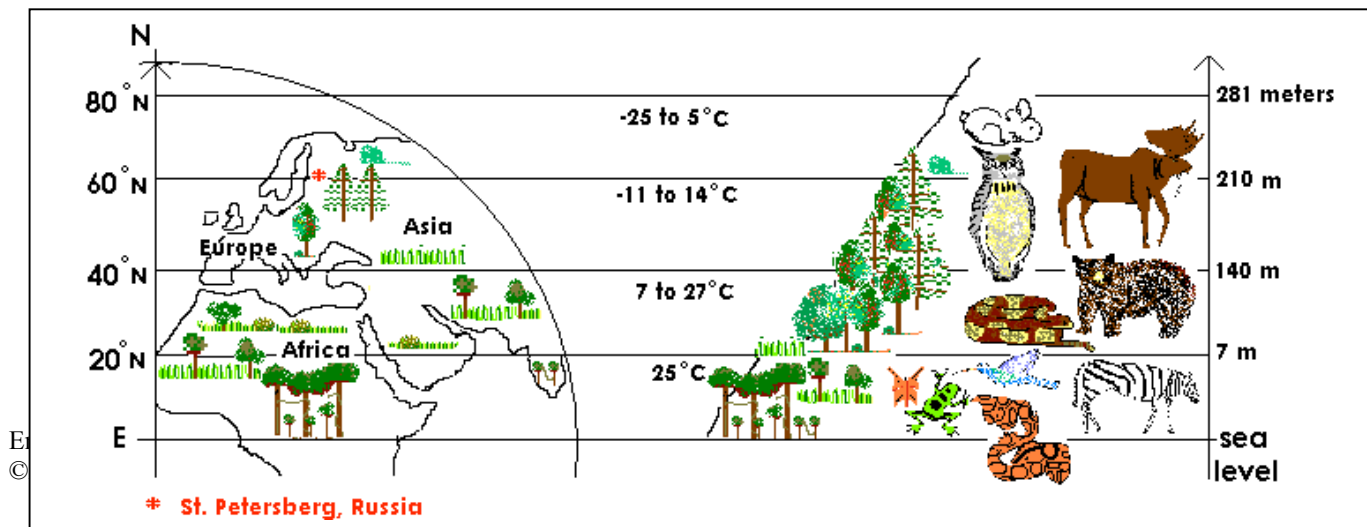 N
80°N
-25 to 5°C
281 meters
60°N
-11 to 14°C
210 m
Asia
Europe
40°N
7 to 27°C
140 m
Africa
20°N
25°C
7 m
E
sea
level
©
* St. Petersberg, Russia